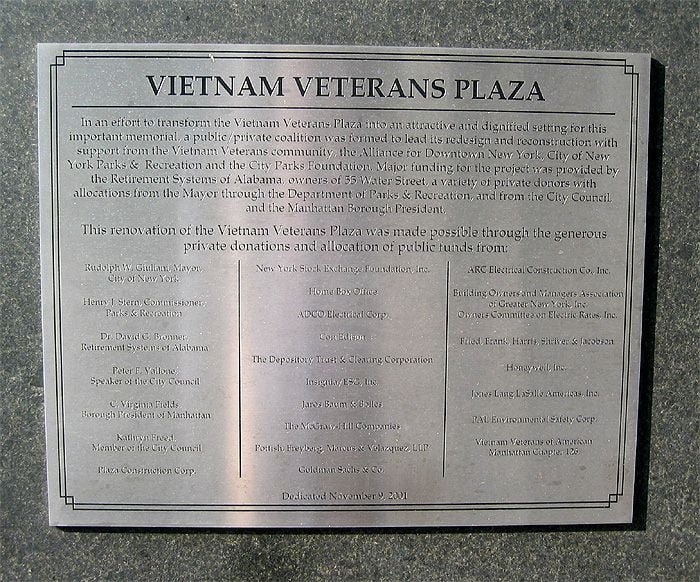 VIETNAM VETERANS PLAZA
In an effort to transform the Vietnam Veterans Plaza into an attractive and dignified setting for this
important memorial, a public/private coalition was formed to lead its redesign and reconstruction with
support from the Vietnam Veterans community, the Alliance for Downtown New York, City of New
York Parks & Recreation and the City Parks Foundation. Major funding for the project was provided by
the Retirement Systems of Alabama, owners of 55 Water Street, a variety of private donors with
allocations from the Mayor through the Department of Parks & Recreation, and from the City Council,
and the Manhattan Borough President.
This renovation of the Vietnam Veterans Plaza was made possible through the generous
private donations and allocation of public funds from:
Rudolph W. Giuliani, Mayor,
City of New York
Henry J. Stern, Commissioner,
Parks & Recreation
Dr. David G. Bronner,
Retirement Systems of Alabama
Peter F. Vallone,
Speaker of the City Council
C. Virginia Fields
Borough President of Manhattan
Kathryn Freed,
Member of the City Council
Plaza Construction Corp.
New York Stock Exchange Foundation, Inc.
Home Box Office
ADCO Electrical Corp.
Con Edison
The Depository Trust & Clearing Corporation
Insignia/ESG, Inc.
Jaros Baum & Bolles
The McGraw-Hill Companies
Pottish, Freyberg, Marcus & Velazquez, LLP
Goldman Sachs & Co.
ARC Electrical Construction Co., Inc.
Building Owners and Managers Association
of Greater New York, Inc.
Owners Committee on Electric Rates, Inc.
Fried, Frank, Harris, Shriver & Jacobson
Honeywell, Inc.
Jones Lang LaSalle Americas, Inc.
PAL Environmental Safety Corp.
Vietnam Veterans of American
Manhattan Chapter, 126
Dedicated November 9, 2001